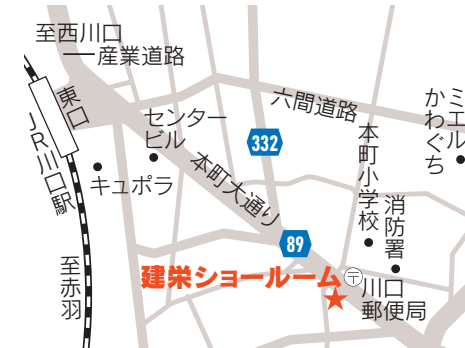 至西川口
産業道路
東口
JR川口駅
センター
ビル
キュポラ
本町大通り
332
六間道路
ミエル
かわぐち
本町小学校
消防署
89
建栄ショールーム
〒
川口
郵便局
至赤羽